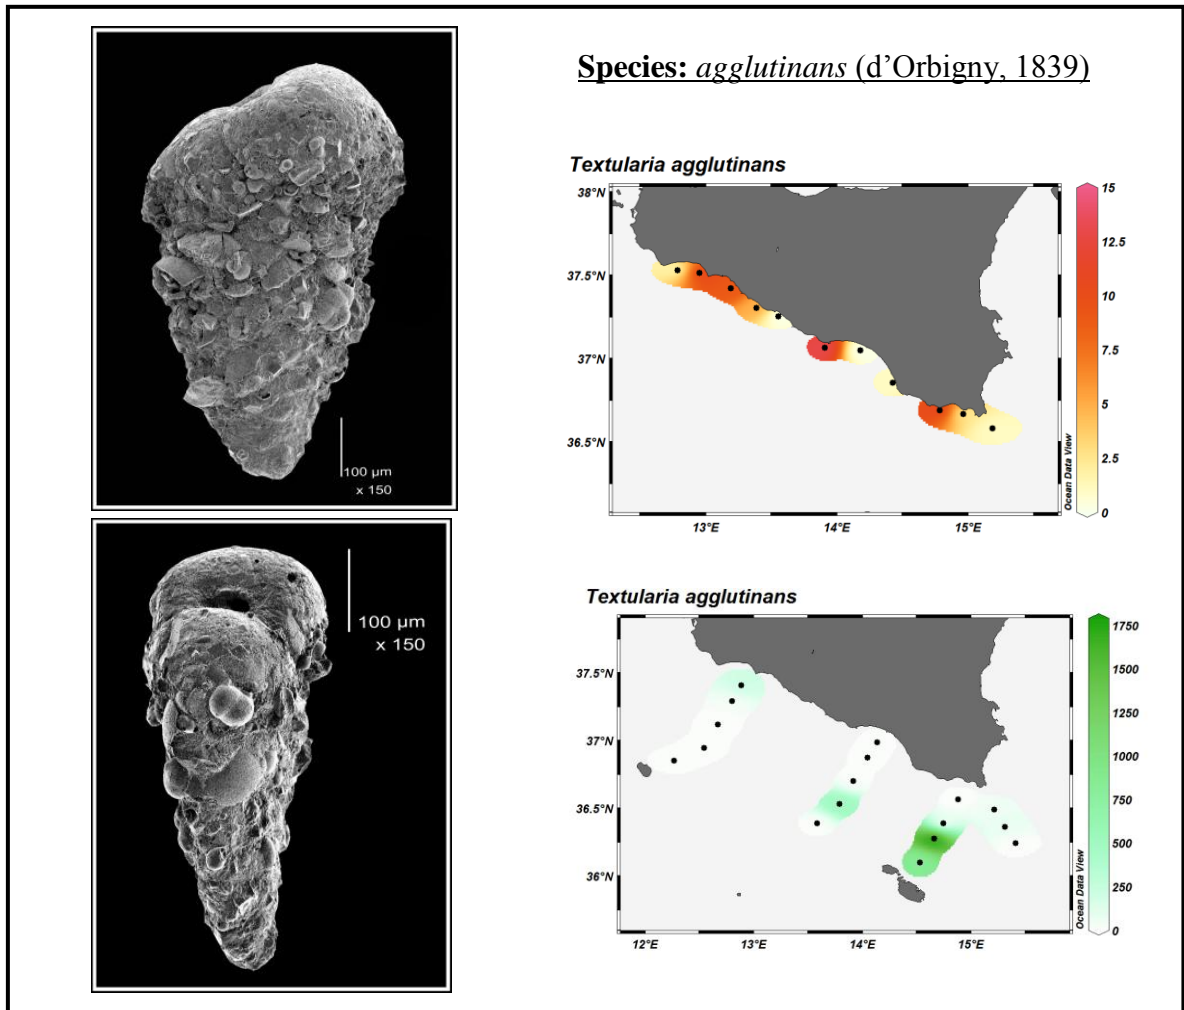 Species: agglutinans (d'Orbigny, 1839)
100 µm
x 150
Textularia agglutinans
38°N
37.5°N
37°N
36.5°N
13°E 14°E 15°E
15
12.5
10
7.5
5
2.5
0
Ocean Data View
100 µm
x 150
Textularia agglutinans
37.5°N
37°N
36.5°N
36°N
12°E 13°E 14°E 15°E
1750
1500
1250
1000
750
500
250
0
Ocean Data View